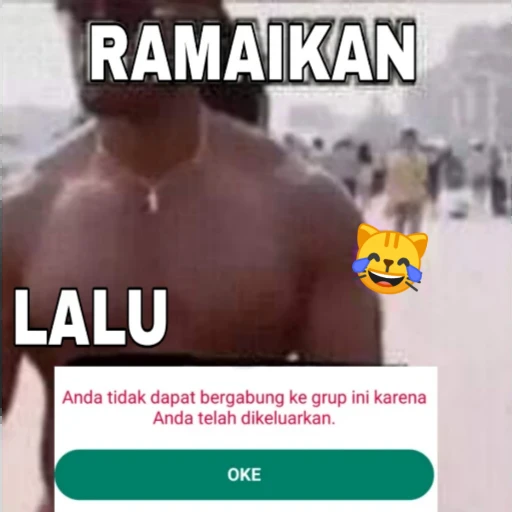 RAMAIKAN
LALU
Anda tidak dapat bergabung ke grup ini karena
Anda telah dikeluarkan.
OKE